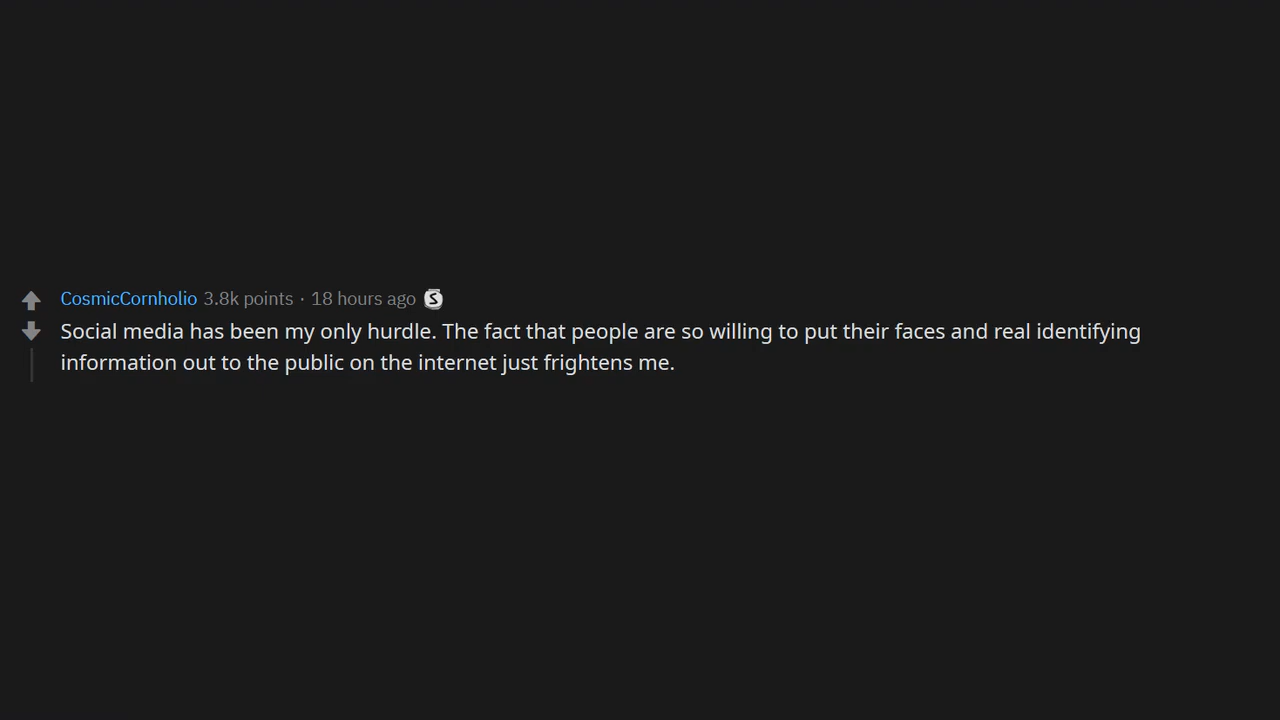 CosmicCornholio 3.8k points · 18 hours ago S
Social media has been my only hurdle. The fact that people are so willing to put their faces and real identifying
information out to the public on the internet just frightens me.